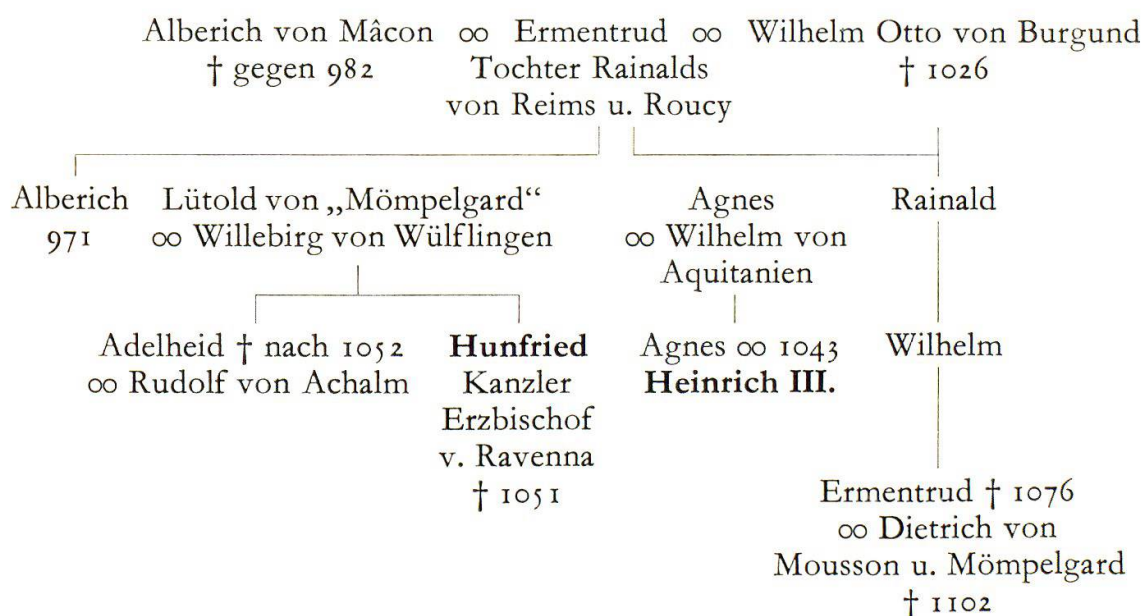 Alberich von Mâcon ∞ Ermentrud ∞ Wilhelm Otto von Burgund
† gegen 982 Tochter Rainalds † 1026
von Reims u. Roucy
Alberich Lütold von „Mömpelgard“ Agnes Rainald
971 ∞ Willebirg von Wülflingen ∞ Wilhelm von
Aquitanien
Adelheid † nach 1052 Hunfried Agnes ∞ 1043 Wilhelm
∞ Rudolf von Achalm Kanzler Heinrich III.
Erzbischof
v. Ravenna
† 1051
Ermentrud † 1076
∞ Dietrich von
Mousson u. Mömpelgard
† 1102